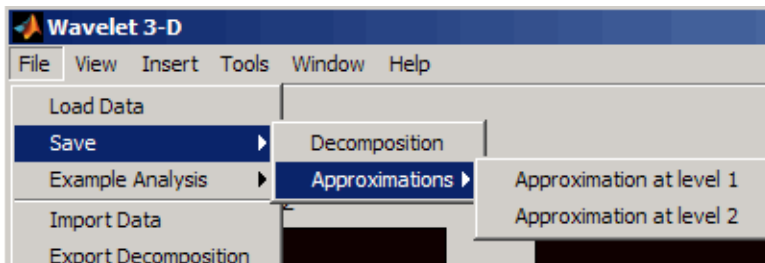 Wavelet 3-D
File View Insert Tools Window Help
Load Data
Save
Decomposition
Example Analysis
Approximations
Approximation at level 1
Import Data
Approximation at level 2
Export Decomposition